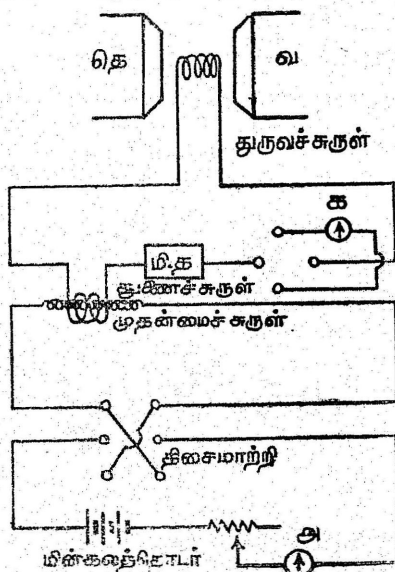 தெ வ
துருவச்சுருள்
க
மி.த
துணைச்சுருள்
முதன்மைச் சுருள்
திசைமாற்றி
அ
மின்கலத்தொடர்